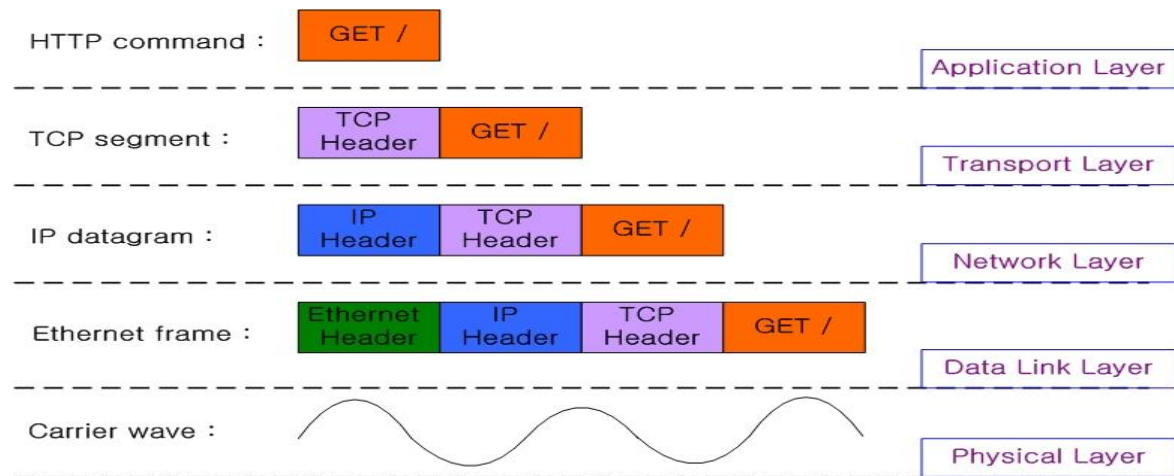 HTTP command :
GET /
Application Layer
TCP segment :
TCP
Header
GET /
Transport Layer
IP datagram :
IP
Header
TCP
Header
GET /
Network Layer
Ethernet frame :
Ethernet
Header
IP
Header
TCP
Header
GET /
Data Link Layer
Carrier wave :
Physical Layer